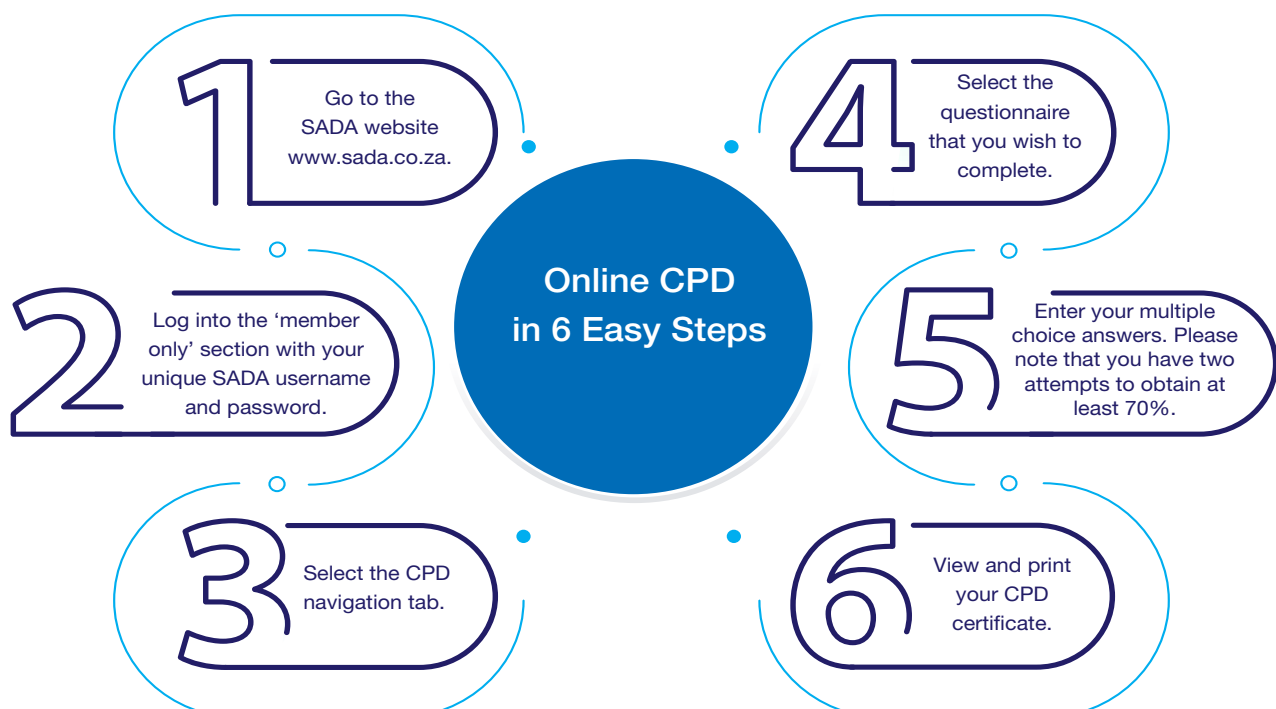 Online CPD
in 6 Easy Steps
1
Go to the
SADA website
www.sada.co.za.
2
Log into the ‘member
only’ section with your
unique SADA username
and password.
3
Select the CPD
navigation tab.
4
Select the
questionnaire
that you wish to
complete.
5
Enter your multiple
choice answers. Please
note that you have two
attempts to obtain at
least 70%.
6
View and print
your CPD
certificate.